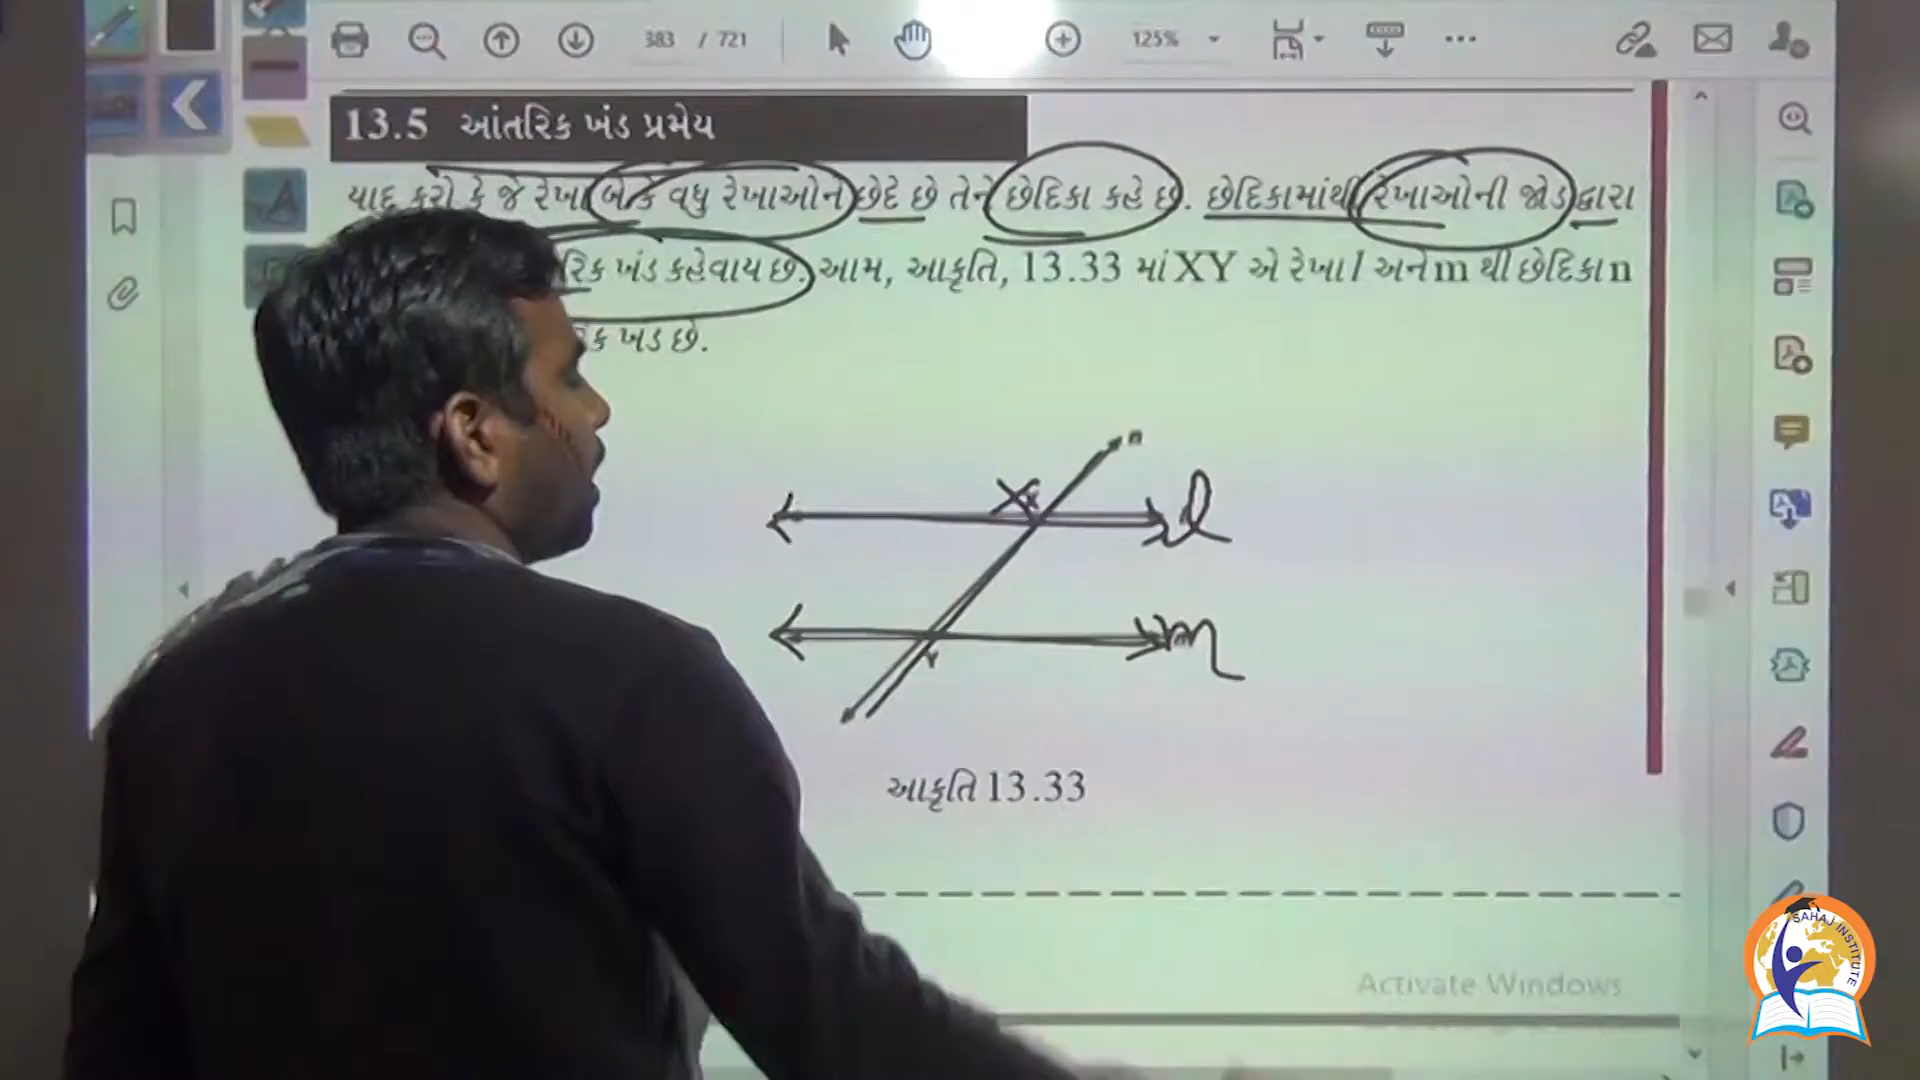 383 / 721
125%
13.5 આંતરિક ખંડ પ્રમેય
યાદ કરો કે જે રેખા બે કે વધુ રેખાઓને છેદે છે તેને છેદિકા કહે છે. છેદિકામાંથી રેખાઓની જોડ દ્વારા
ખંડ કહેવાય છે. આમ, આકૃતિ, 13.33 માં XY એ રેખા l અને m થી છેદિકા n
ખંડ છે.
n
X
l
m
Y
આકૃતિ 13.33
Activate Windows
SAHAJ INSTITUTE